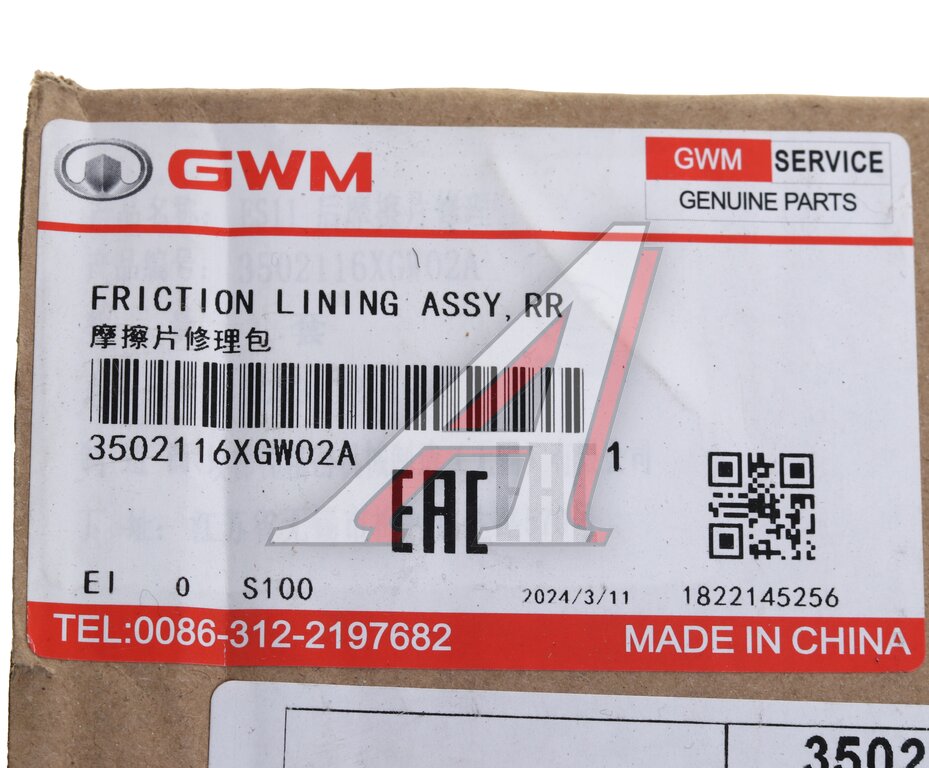 GWM
GWM SERVICE
GENUINE PARTS
FRICTION LINING ASSY, RR
摩擦片修理包
3502116XGW02A
1
EAC
EI 0 S100
2024/3/11
1822145256
TEL:0086-312-2197682
MADE IN CHINA
3502